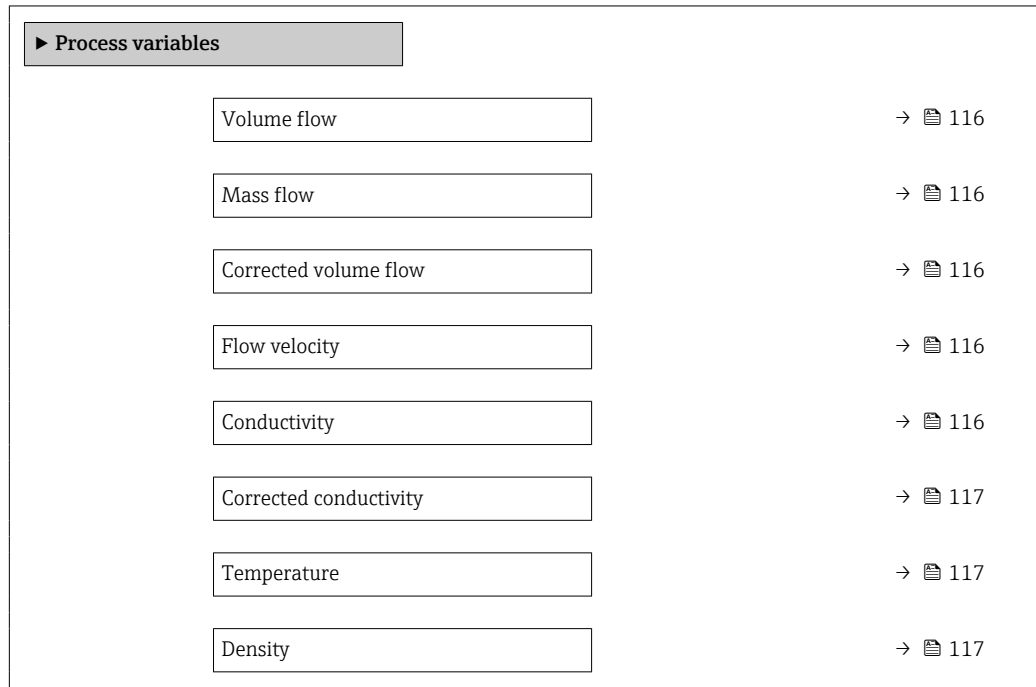 ▶ Process variables
Volume flow → 116
Mass flow → 116
Corrected volume flow → 116
Flow velocity → 116
Conductivity → 116
Corrected conductivity → 117
Temperature → 117
Density → 117